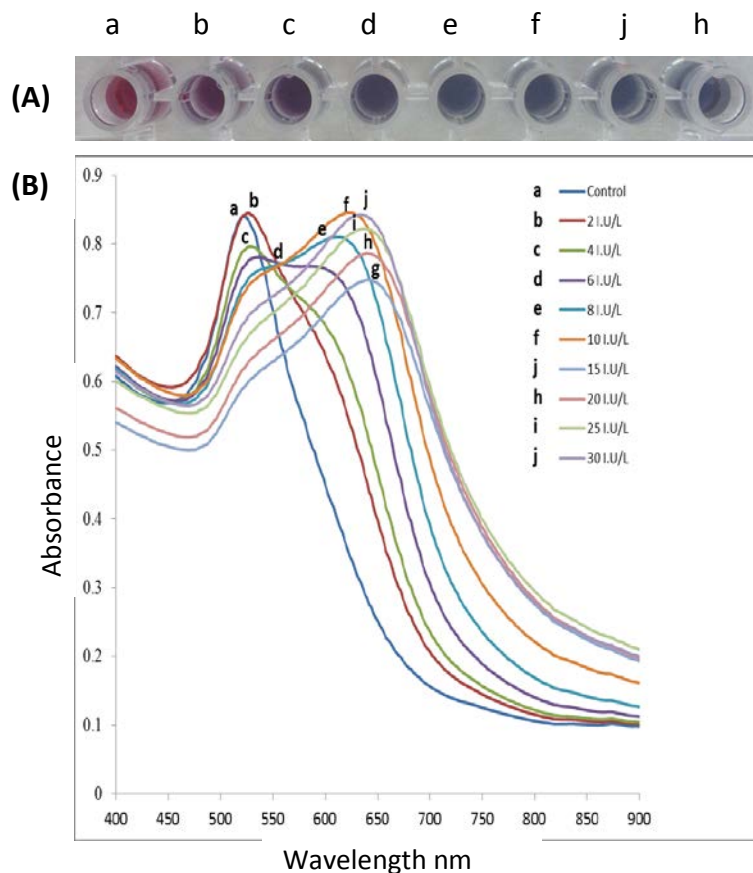 a b c d e f j h
(A)
(B)
0.9
0.8
0.7
0.6
0.5
0.4
0.3
0.2
0.1
0
Absorbance
a b
c
d
e
f
i
j
h
g
a Control
b 2 I.U/L
c 4 I.U/L
d 6 I.U/L
e 8 I.U/L
f 10 I.U/L
j 15 I.U/L
h 20 I.U/L
i 25 I.U/L
j 30 I.U/L
400 450 500 550 600 650 700 750 800 850 900
Wavelength nm